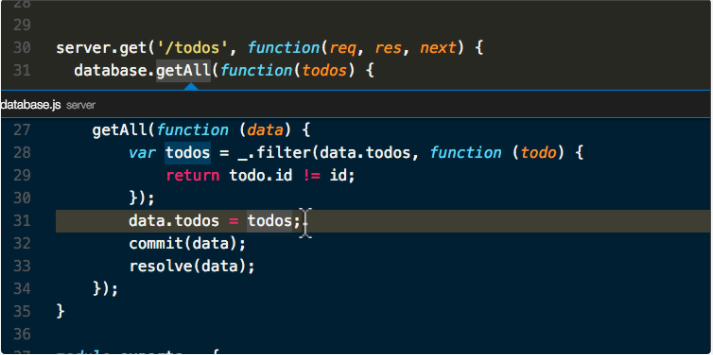 28
29
30 server.get('/todos', function(req, res, next) {
31 database.getAll(function(todos) {
database.js server
27 getAll(function (data) {
28 var todos = _.filter(data.todos, function (todo) {
29 return todo.id != id;
30 });
31 data.todos = todos;
32 commit(data);
33 resolve(data);
34 });
35 }
36
37 module.exports = {